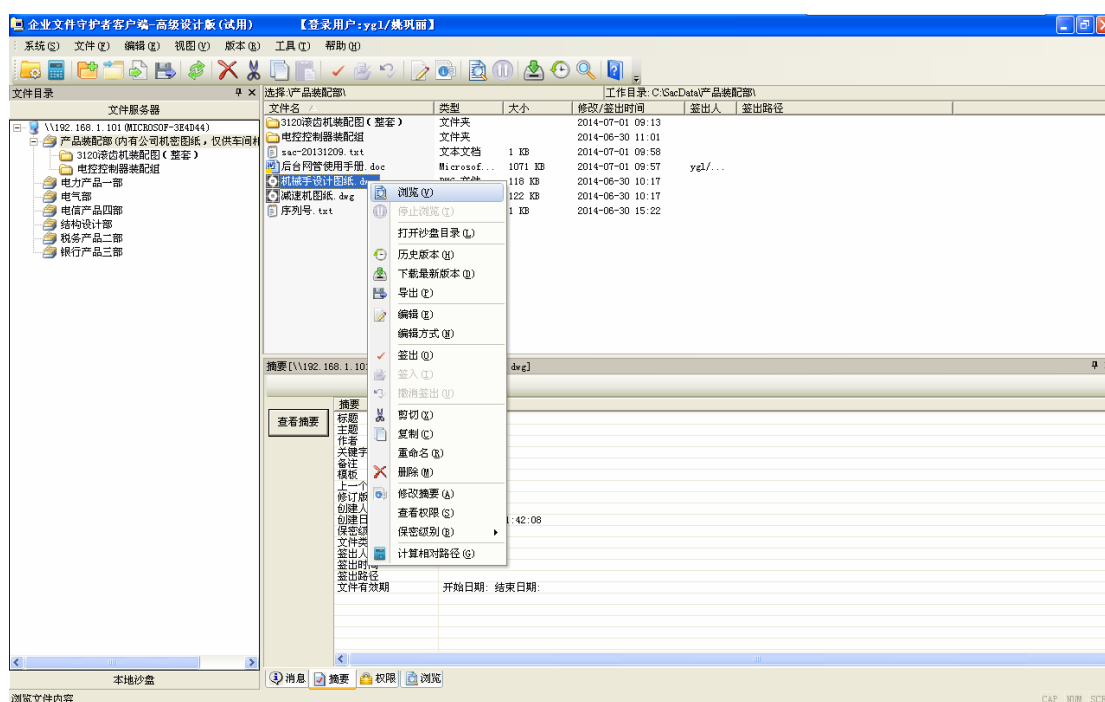 企业文件守护者客户端-高级设计版(试用) 【登录用户:ygl/姚巩丽】
系统(S) 文件(F) 编辑(E) 视图(V) 版本(R) 工具(T) 帮助(H)
文件目录
选择:\产品装配部\ 工作目录: C:\SacData\产品装配部\
文件服务器
文件名 类型 大小 修改/签出时间 签出人 签出路径
\\192.168.1.101(MICROSOF-3E4D44)
产品装配部(内有公司机密图纸，仅供车间
3120滚齿机装配图(整套)
电控控制器装配组
电力产品一部
电气部
电信产品四部
结构设计部
税务产品二部
银行产品三部
3120滚齿机装配图(整套) 文件夹 2014-07-01 09:13
电控控制器装配组 文件夹 2014-06-30 11:01
sac-20131209.txt 文本文档 1 KB 2014-07-01 09:58
后台网管使用手册.doc Microsof... 1071 KB 2014-07-01 09:57 ygl/...
机械手设计图纸. 118 KB 2014-06-30 10:17
减速机图纸.dwg 122 KB 2014-06-30 10:17
序列号.txt 1 KB 2014-06-30 15:22
浏览(V)
停止浏览(T)
打开沙盘目录(L)
历史版本(H)
下载最新版本(D)
导出(P)
编辑(E)
编辑方式(N)
签出(O)
签入(I)
撤消签出(U)
剪切(X)
复制(C)
重命名(R)
删除(M)
修改摘要(A)
查看权限(S)
保密级别(B)
计算相对路径(G)
摘要[\\192.168.1.10 dwg]
查看摘要
摘要
标题
主题
作者
关键字
备注
模板
上一个
修订版
创建人
创建日 1:42:08
保密级
文件类
签出人
签出时间
签出路径
文件有效期 开始日期: 结束日期:
本地沙盘
消息 摘要 权限 浏览
浏览文件内容
CAP NUM SCR